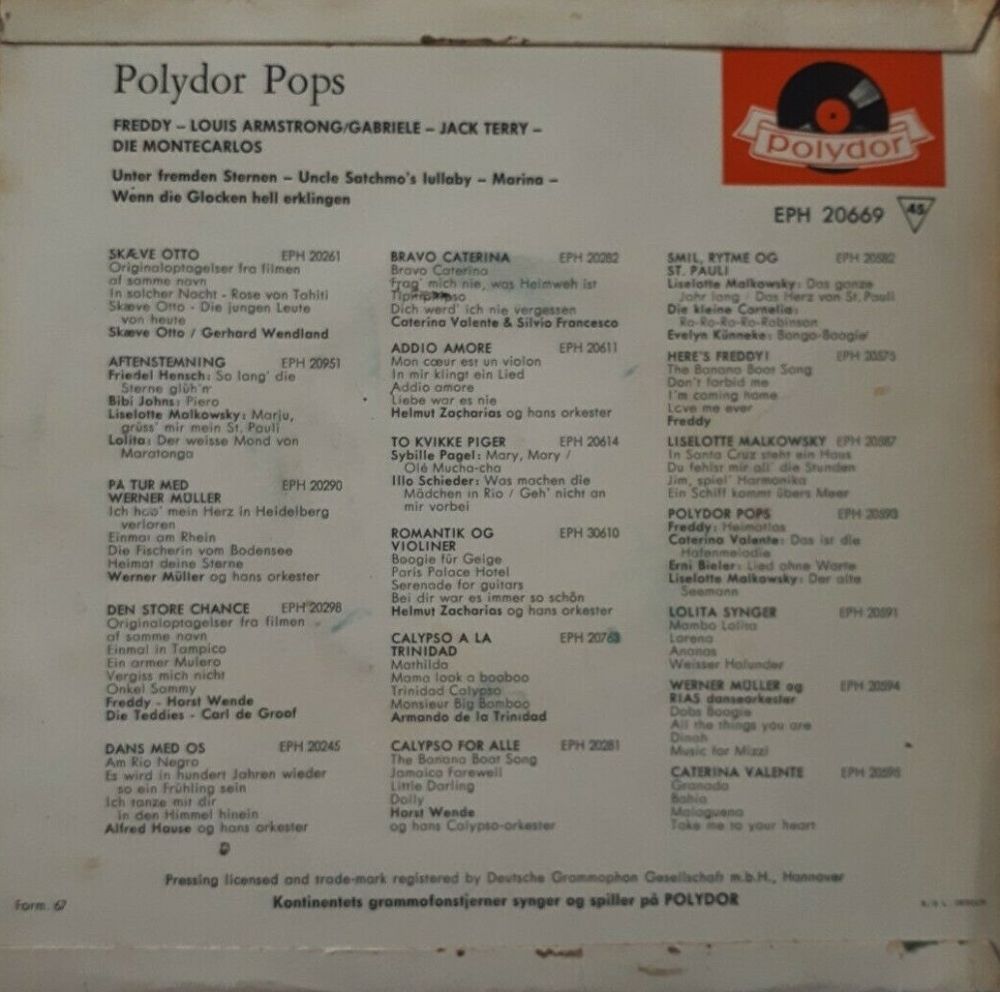 Polydor Pops
FREDDY – LOUIS ARMSTRONG/GABRIELE – JACK TERRY –
DIE MONTECARLOS
Unter fremden Sternen – Uncle Satchmo's lullaby – Marina –
Wenn die Glocken hell erklingen
Polydor
EPH 20669 45
SKÆVE OTTO EPH 20261
Originaloptagelser fra filmen
af samme navn
In solcher Nacht - Rose von Tahiti
Skæve Otto - Die jungen Leute
von heute
Skæve Otto / Gerhard Wendland
AFTENSTEMNING EPH 20951
Friedel Hensch: So lang' die
Sterne glüh'n
Bibi Johns: Piero
Liselotte Malkowsky: Marju,
grüss' mir mein St. Pauli
Lolita: Der weisse Mond von
Maratonga
PA TUR MED EPH 20290
WERNER MÜLLER
Ich hab' mein Herz in Heidelberg
verloren
Einmal am Rhein
Die Fischerin vom Bodensee
Heimat deine Sterne
Werner Müller og hans orkester
DEN STORE CHANCE EPH 20298
Originaloptagelser fra filmen
af samme navn
Einmal in Tampico
Ein armer Mulero
Vergiss mich nicht
Onkel Sammy
Freddy - Horst Wende
Die Teddies - Carl de Groof
DANS MED OS EPH 20245
Am Rio Negro
Es wird in hundert Jahren wieder
so ein Frühling sein
Ich tanze mit dir
in den Himmel hinein
Alfred Hause og hans orkester
BRAVO CATERINA EPH 20282
Bravo Caterina
Frag' mich nie, was Heimweh ist
Dich werd' ich nie vergessen
Caterina Valente & Silvio Francesco
ADDIO AMORE EPH 20611
Mon cœur est un violon
In mir klingt ein Lied
Addio amore
Liebe war es nie
Helmut Zacharias og hans orkester
TO KVIKKE PIGER EPH 20614
Sybille Pagel: Mary, Mary /
Olé Mucha-cha
Illo Schieder: Was machen die
Mädchen in Rio / Geh' nicht an
mir vorbei
ROMANTIK OG EPH 30610
VIOLINER
Boogie für Geige
Paris Palace Hotel
Serenade for guitars
Bei dir war es immer so schön
Helmut Zacharias og hans orkester
CALYPSO A LA EPH 20763
TRINIDAD
Mathilda
Mama look a booboo
Trinidad Calypso
Monsieur Big Bamboo
Armando de la Trinidad
CALYPSO FOR ALLE EPH 20281
The Banana Boat Song
Jamaica Farewell
Little Darling
Dolly
Horst Wende
og hans Calypso-orkester
SMIL, RYTME OG EPH 20582
ST. PAULI
Liselotte Malkowsky: Das ganze
Jahr lang / Das Herz von St. Pauli
Die kleine Cornelia:
Ro-Ro-Ro-Ro-Robinson
Evelyn Künneke: Bongo-Boogie
HERE'S FREDDY! EPH 20575
The Banana Boat Song
Don't forbid me
I'm coming home
Love me ever
Freddy
LISELOTTE MALKOWSKY EPH 20587
In Santa Cruz steht ein Haus
Du fehlst mir all' die Stunden
Jim, spiel' Harmonika
Ein Schiff kommt übers Meer
POLYDOR POPS EPH 20593
Freddy: Heimatlos
Caterina Valente: Das ist die
Hafenmelodie
Erni Bieler: Lied ohne Worte
Liselotte Malkowsky: Der alte
Seemann
LOLITA SYNGER EPH 20591
Mambo Lolita
Lorena
Ananas
Weisser Holunder
WERNER MÜLLER og EPH 20594
RIAS danseorkester
Dobs Boogie
All the things you are
Dinah
Music for Mizzi
CATERINA VALENTE EPH 20595
Granada
Bahia
Malaguena
Take me to your heart
Pressing licensed and trade-mark registered by Deutsche Grammophon Gesellschaft m.b.H., Hannover
Form. 67
Kontinentets grammofonstjerner synger og spiller på POLYDOR